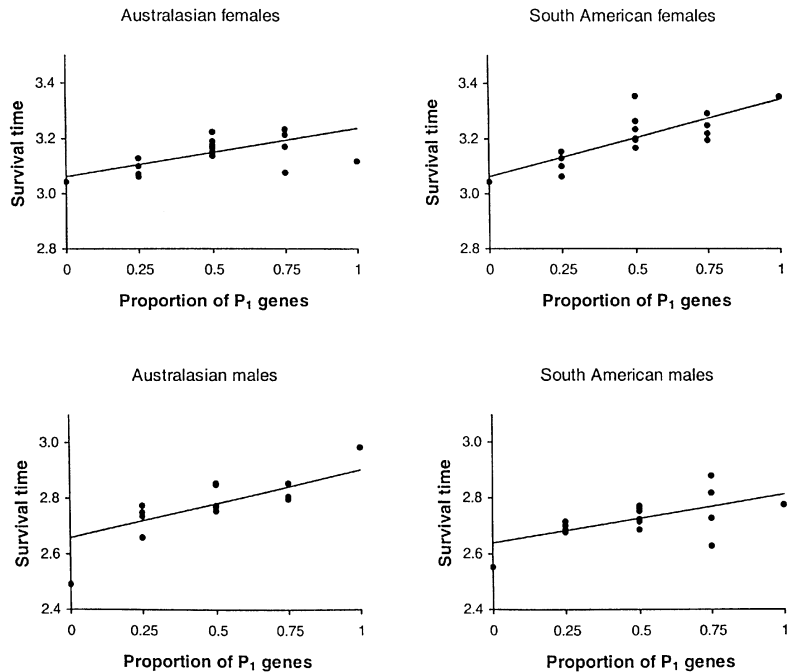 Australasian females
South American females
Survival time
3.4
3.2
3.0
2.8
0 0.25 0.5 0.75 1
Proportion of P₁ genes
Survival time
3.4
3.2
3.0
2.8
0 0.25 0.5 0.75 1
Proportion of P₁ genes
Australasian males
South American males
Survival time
3.0
2.8
2.6
2.4
0 0.25 0.5 0.75 1
Proportion of P₁ genes
Survival time
3.0
2.8
2.6
2.4
0 0.25 0.5 0.75 1
Proportion of P₁ genes